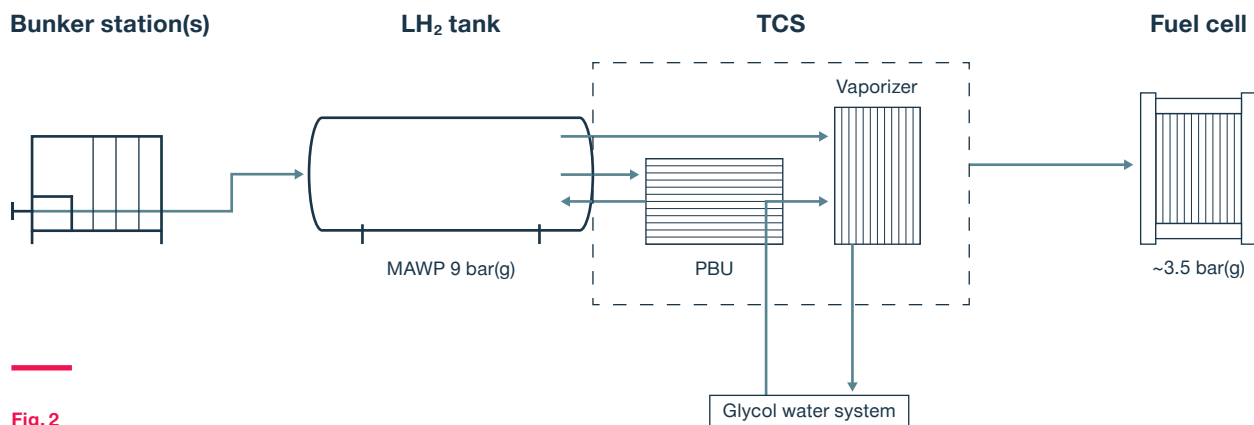 Bunker station(s)
LH₂ tank
TCS
Fuel cell
Vaporizer
MAWP 9 bar(g)
PBU
~3.5 bar(g)
Glycol water system
Fig. 2